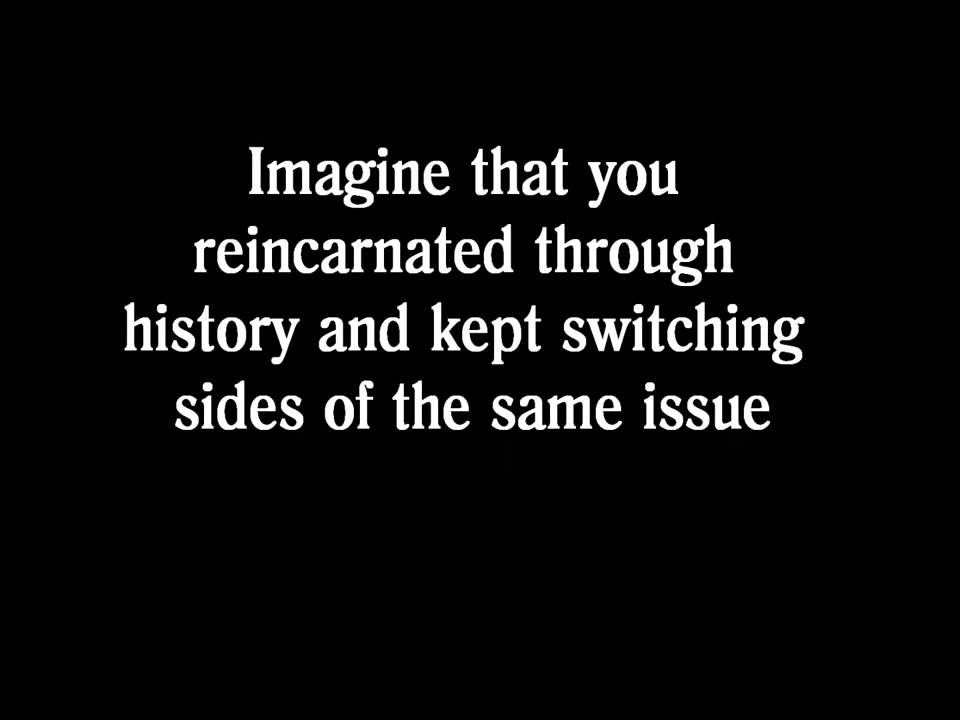 Imagine that you
reincarnated through
history and kept switching
sides of the same issue